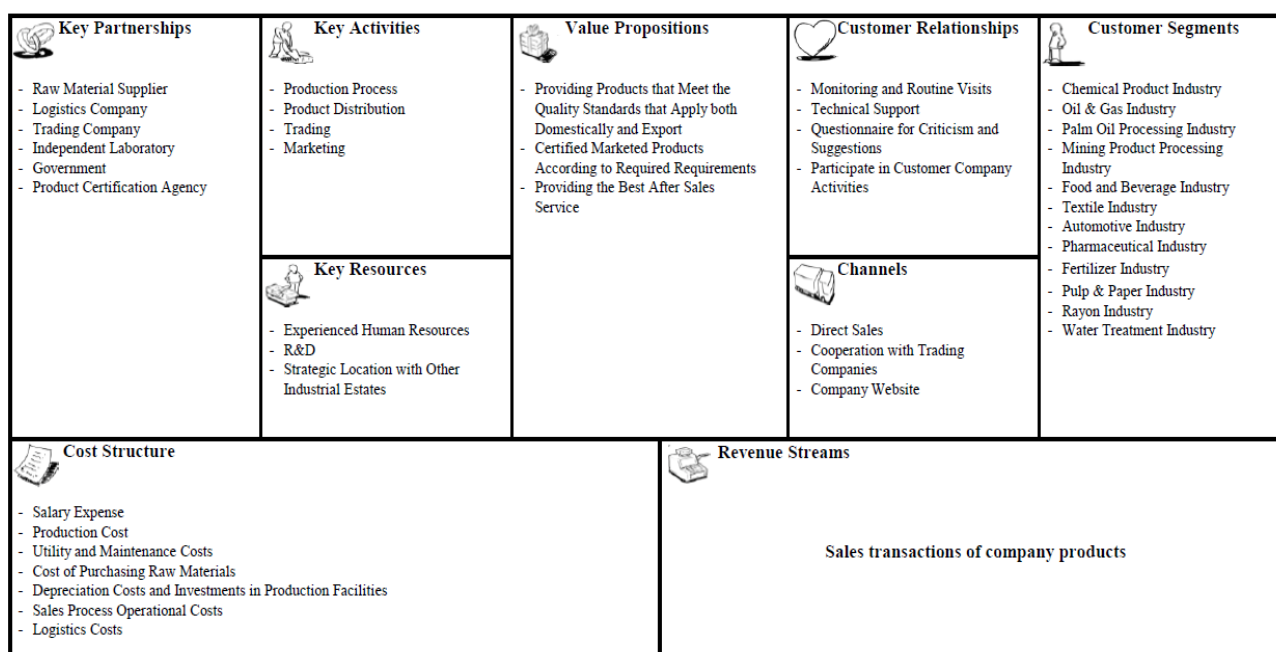 Key Partnerships
- Raw Material Supplier
- Logistics Company
- Trading Company
- Independent Laboratory
- Government
- Product Certification Agency
Key Activities
- Production Process
- Product Distribution
- Trading
- Marketing
Key Resources
- Experienced Human Resources
- R&D
- Strategic Location with Other
Industrial Estates
Value Propositions
- Providing Products that Meet the
Quality Standards that Apply both
Domestically and Export
- Certified Marketed Products
According to Required Requirements
- Providing the Best After Sales
Service
Customer Relationships
- Monitoring and Routine Visits
- Technical Support
- Questionnaire for Criticism and
Suggestions
- Participate in Customer Company
Activities
Channels
- Direct Sales
- Cooperation with Trading
Companies
- Company Website
Customer Segments
- Chemical Product Industry
- Oil & Gas Industry
- Palm Oil Processing Industry
- Mining Product Processing
Industry
- Food and Beverage Industry
- Textile Industry
- Automotive Industry
- Pharmaceutical Industry
- Fertilizer Industry
- Pulp & Paper Industry
- Rayon Industry
- Water Treatment Industry
Cost Structure
- Salary Expense
- Production Cost
- Utility and Maintenance Costs
- Cost of Purchasing Raw Materials
- Depreciation Costs and Investments in Production Facilities
- Sales Process Operational Costs
- Logistics Costs
Revenue Streams
Sales transactions of company products